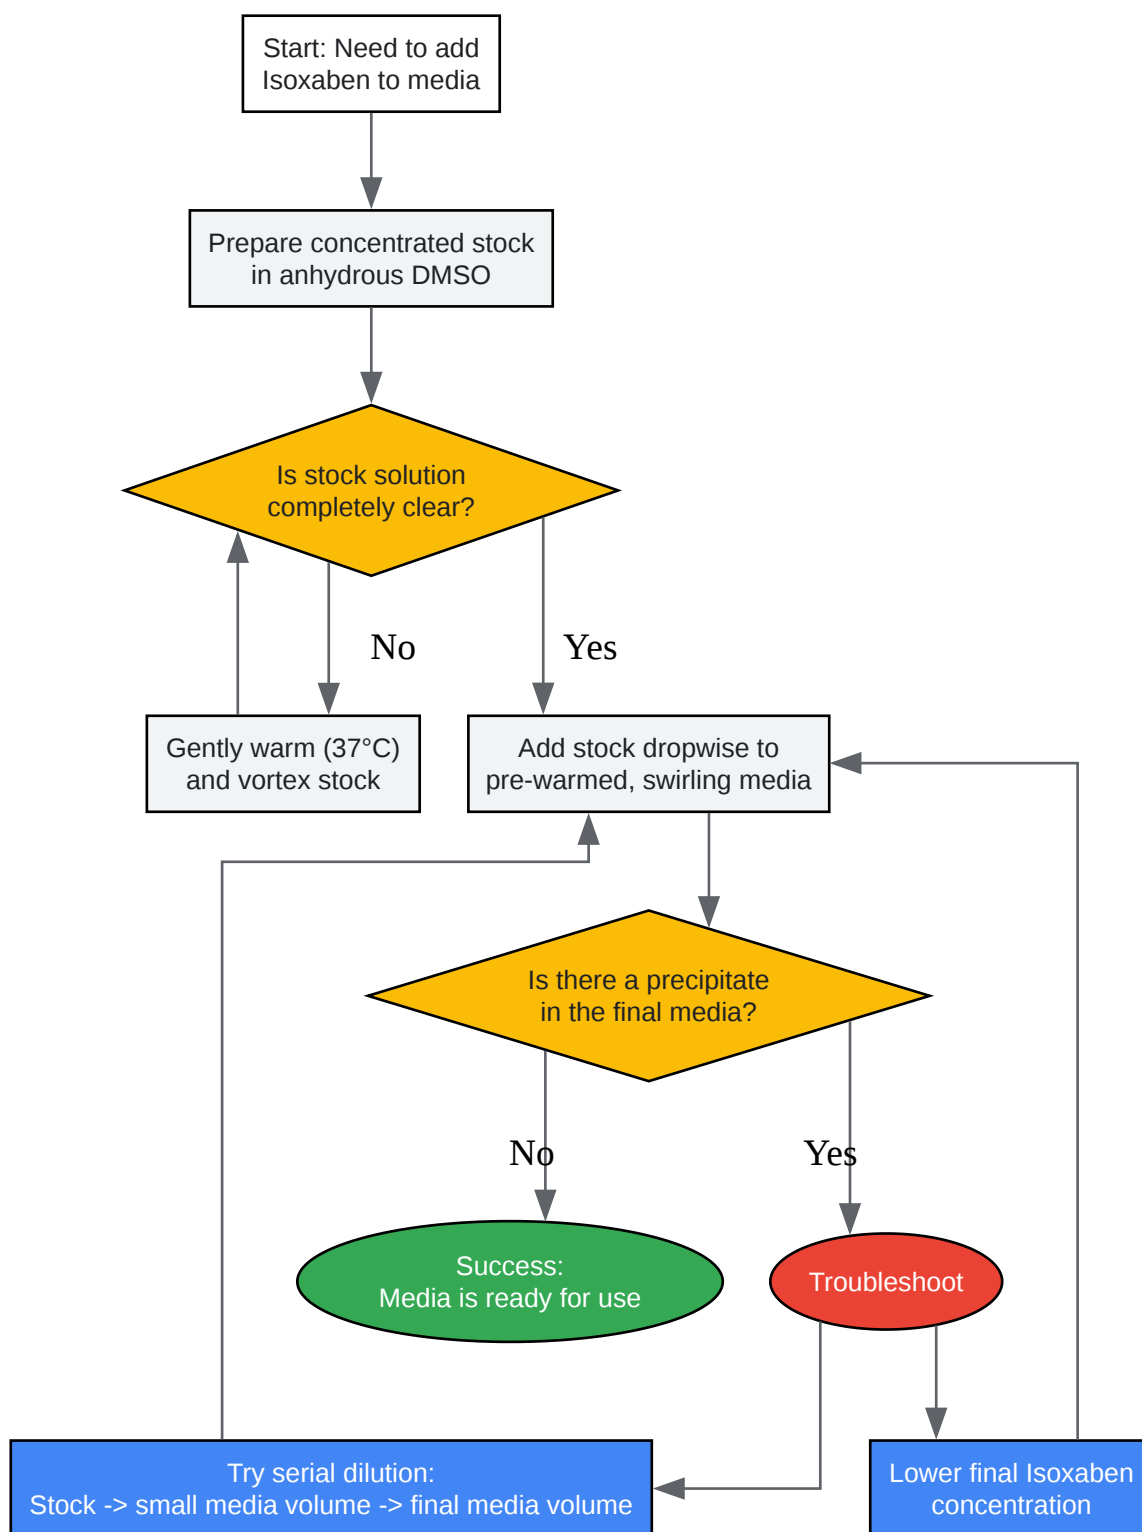 Start: Need to add
Isoxaben to media
Prepare concentrated stock
in anhydrous DMSO
Is stock solution
completely clear?
No
Yes
Gently warm (37°C)
and vortex stock
Add stock dropwise to
pre-warmed, swirling media
Is there a precipitate
in the final media?
No
Yes
Success:
Media is ready for use
Troubleshoot
Try serial dilution:
Stock -> small media volume -> final media volume
Lower final Isoxaben
concentration